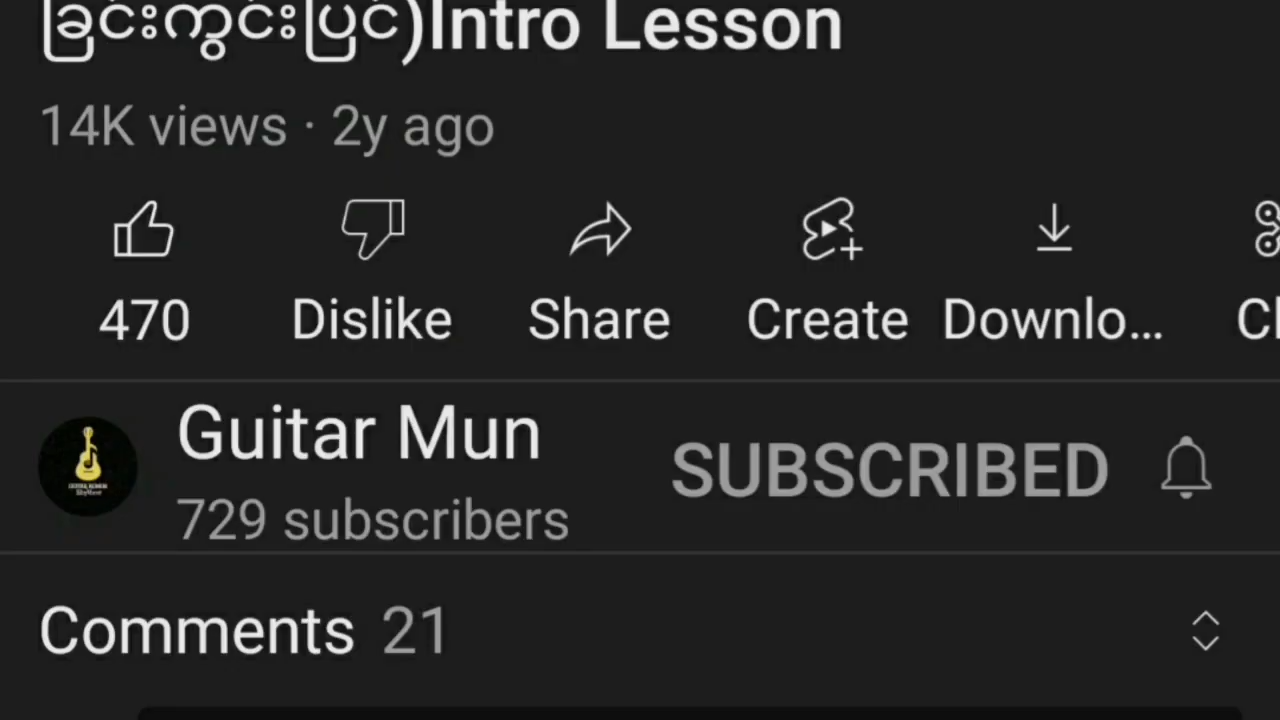 ခြင်းကွင်းပြင်)Intro Lesson
14K views · 2y ago
470
Dislike
Share
Create
Downlo...
Guitar Mun
SUBSCRIBED
729 subscribers
Comments 21